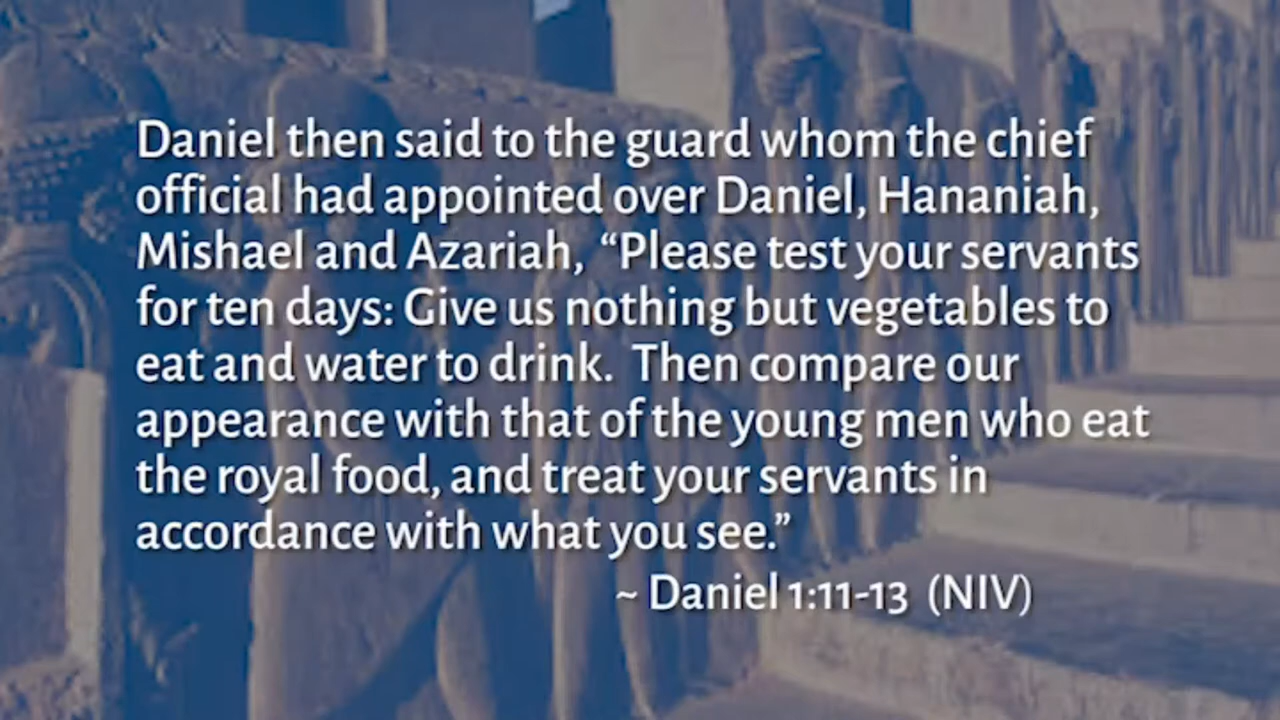 Daniel then said to the guard whom the chief
official had appointed over Daniel, Hananiah,
Mishael and Azariah, “Please test your servants
for ten days: Give us nothing but vegetables to
eat and water to drink.  Then compare our
appearance with that of the young men who eat
the royal food, and treat your servants in
accordance with what you see.”
~ Daniel 1:11-13  (NIV)